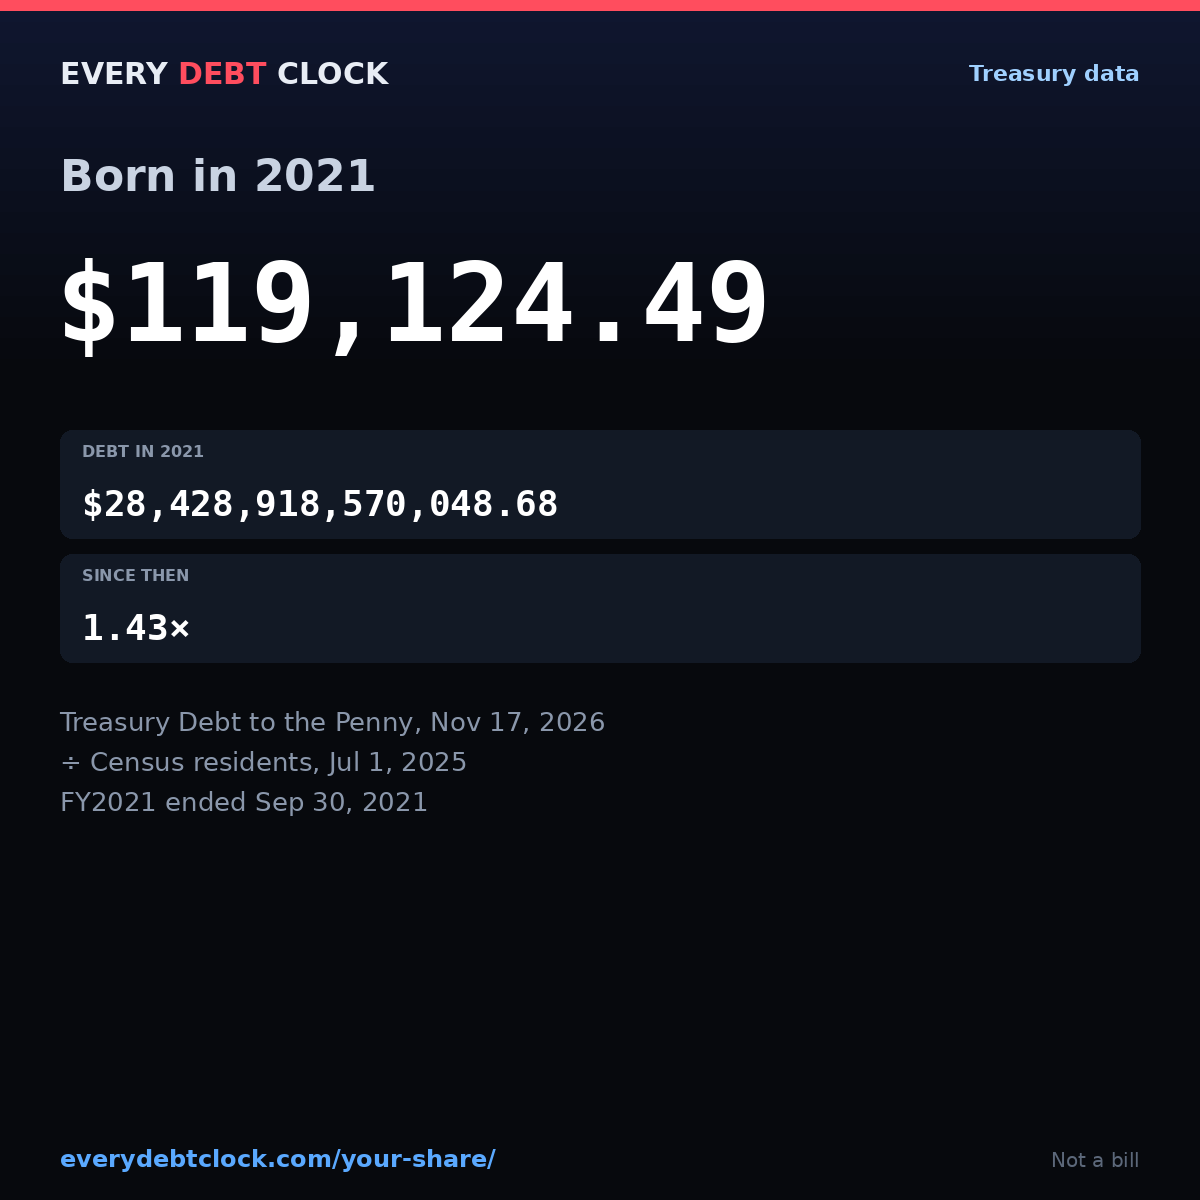 EVERY DEBT CLOCK
Treasury data
Born in 2021
$119,124.49
DEBT IN 2021
$28,428,918,570,048.68
SINCE THEN
1.43×
Treasury Debt to the Penny, Nov 17, 2026
÷ Census residents, Jul 1, 2025
FY2021 ended Sep 30, 2021
everydebtclock.com/your-share/
Not a bill